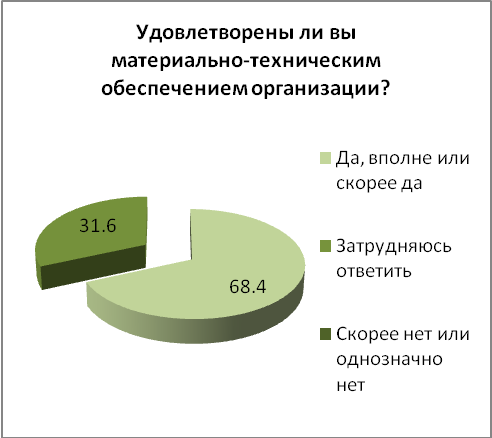 Удовлетворены ли вы
материально-техническим
обеспечением организации?
Да, вполне или
скорее да
31.6
Затрудняюсь
ответить
68.4
Скорее нет или
однозначно
нет